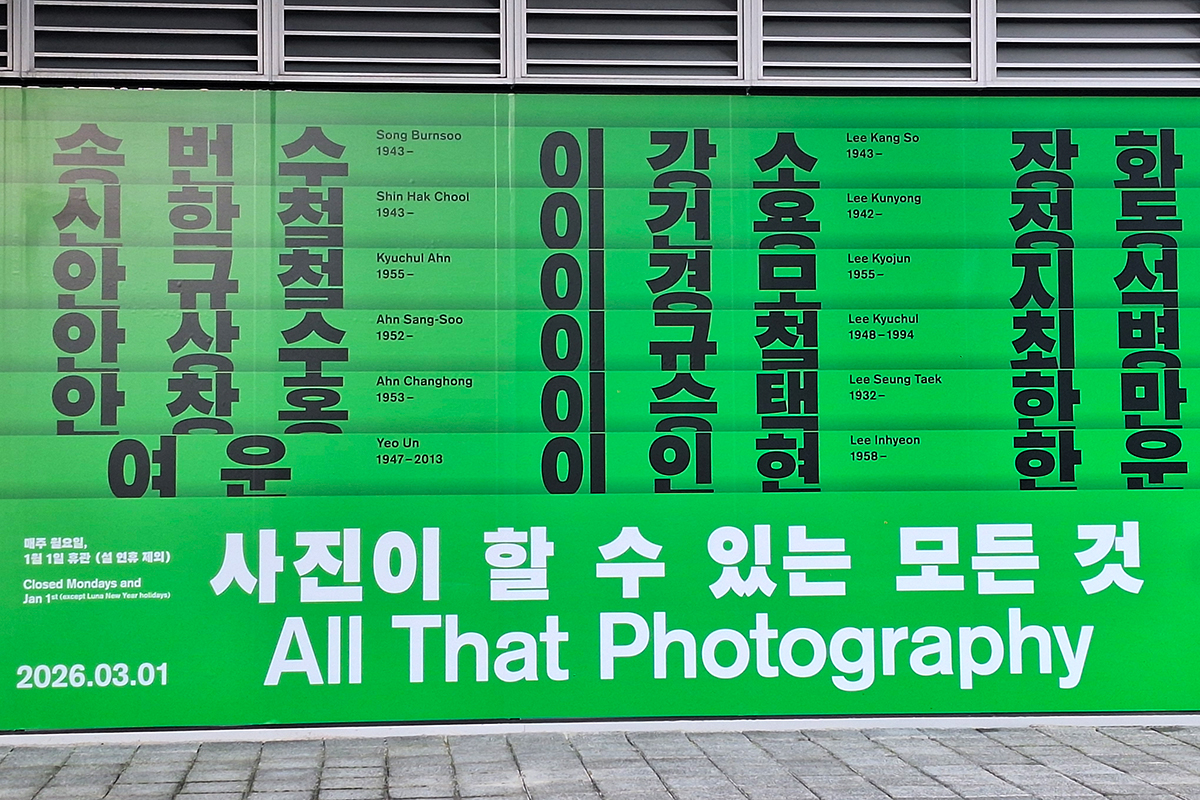 송번수 Song Burnsoo 1943– 이강소 Lee Kang So 1943– 장화
신학철 Shin Hak Chool 1943– 이건용 Lee Kunyong 1942– 정동
안규철 Kyuchul Ahn 1955– Lee Kyojun 1955– 지석
안상수 Ahn Sang-Soo 1952– 이규철 Lee Kyuchul 1948–1994 최병
안창홍 Ahn Changhong 1953– 이승택 Lee Seung Taek 1932– 한만
여운 Yeo Un 1947–2013 이인현 Lee Inhyeon 1958– 한운
매주 월요일,
1월 1일 휴관 (설 연휴 제외)
Closed Mondays and
Jan 1st (except Luna New Year holidays)
2026.03.01
사진이 할 수 있는 모든 것
All That Photography